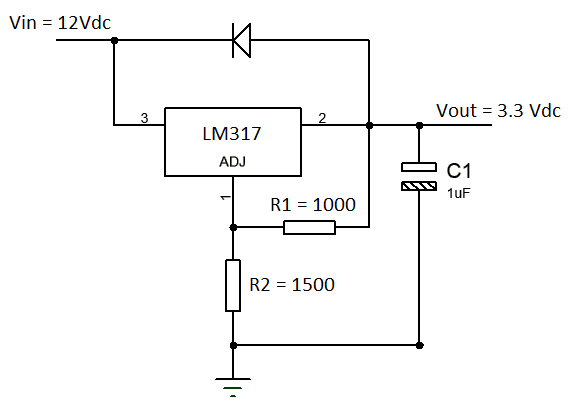 Vin = 12Vdc
Vout = 3.3 Vdc
3
LM317
2
ADJ
C1
1uF
1
R1 = 1000
R2 = 1500